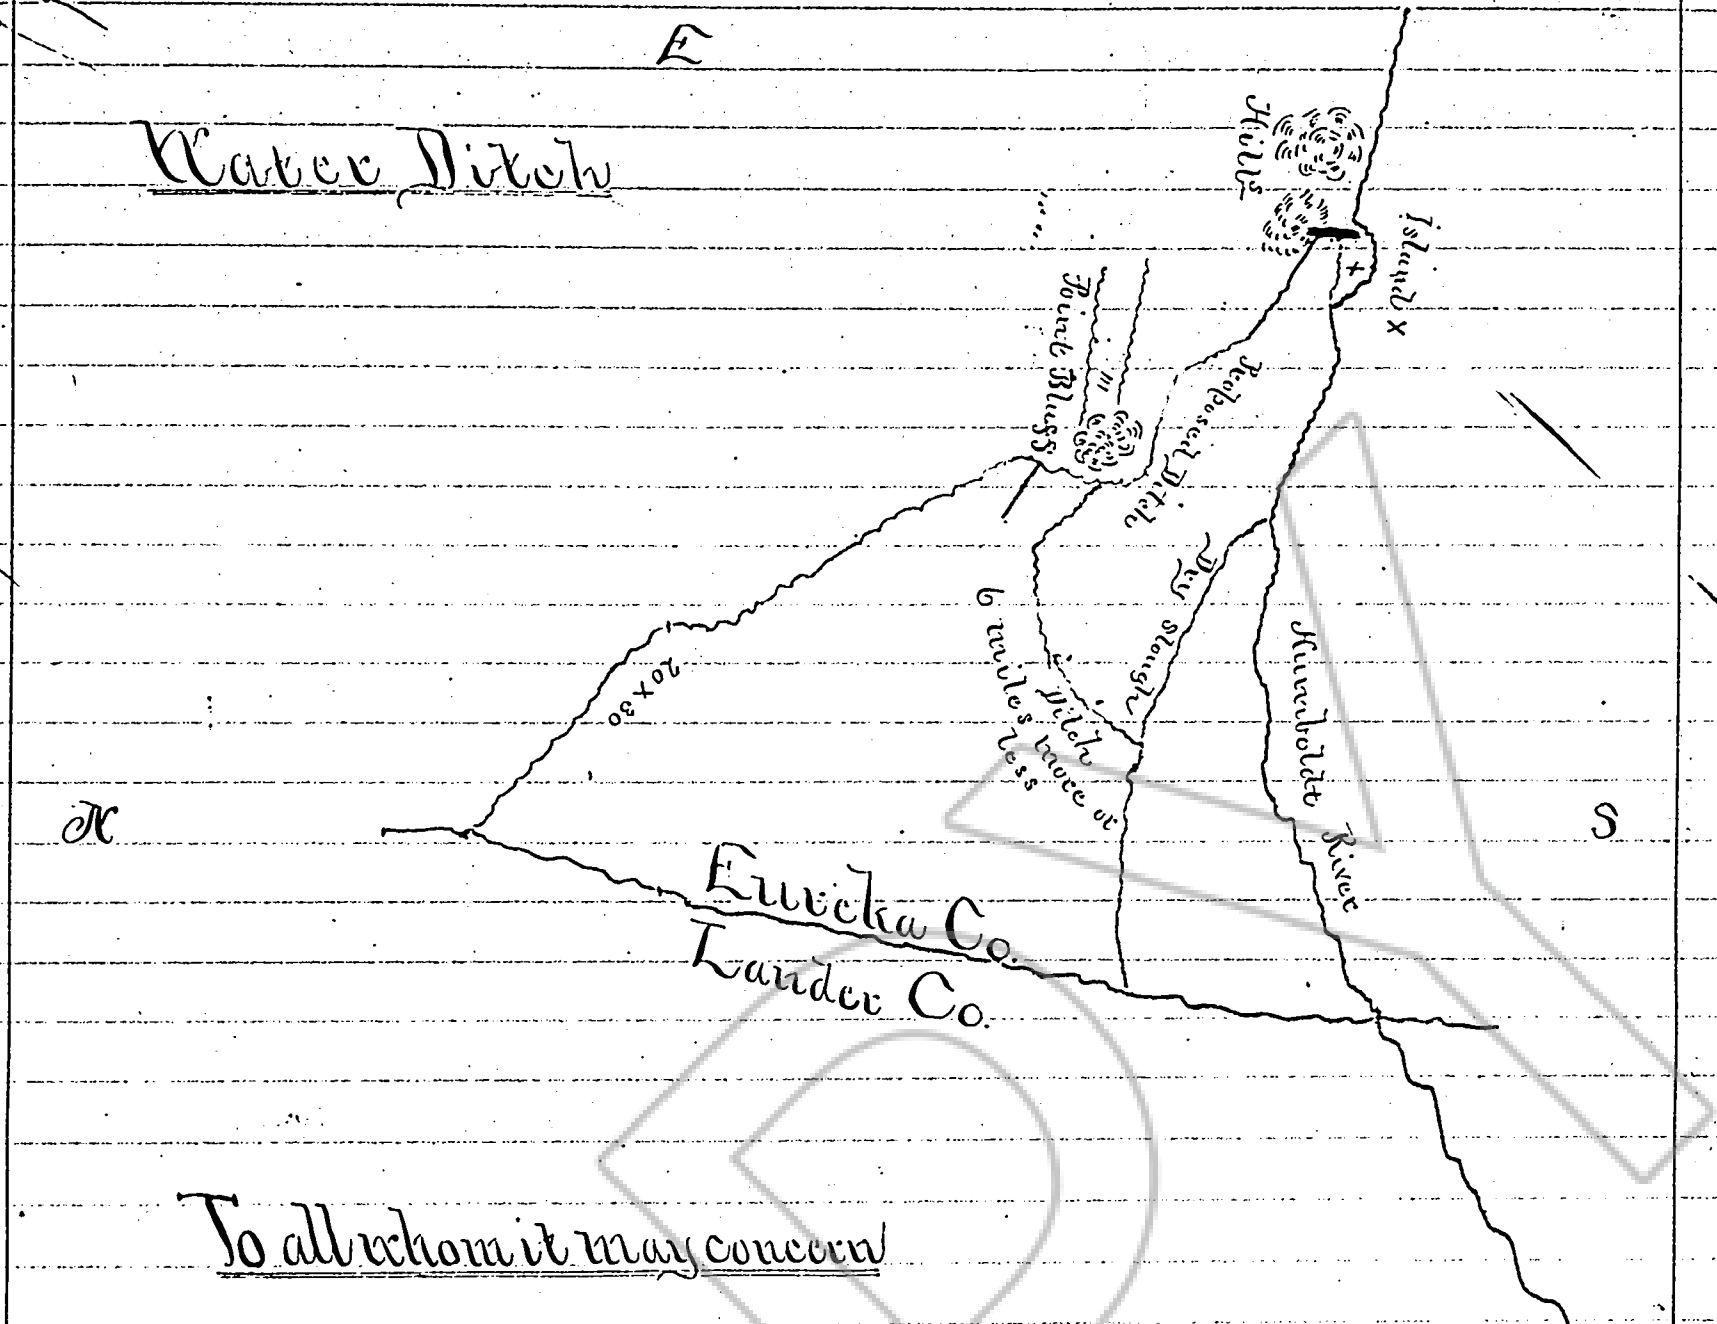 E
Water Ditch
Hills
Island x
+
Point Bluff
"
Proposed Ditch
Dry Slough
6 miles more or
less
Ditch
20 x 30
Humboldt River
N
S
Eureka Co.
Lander Co.
To all whom it may concern